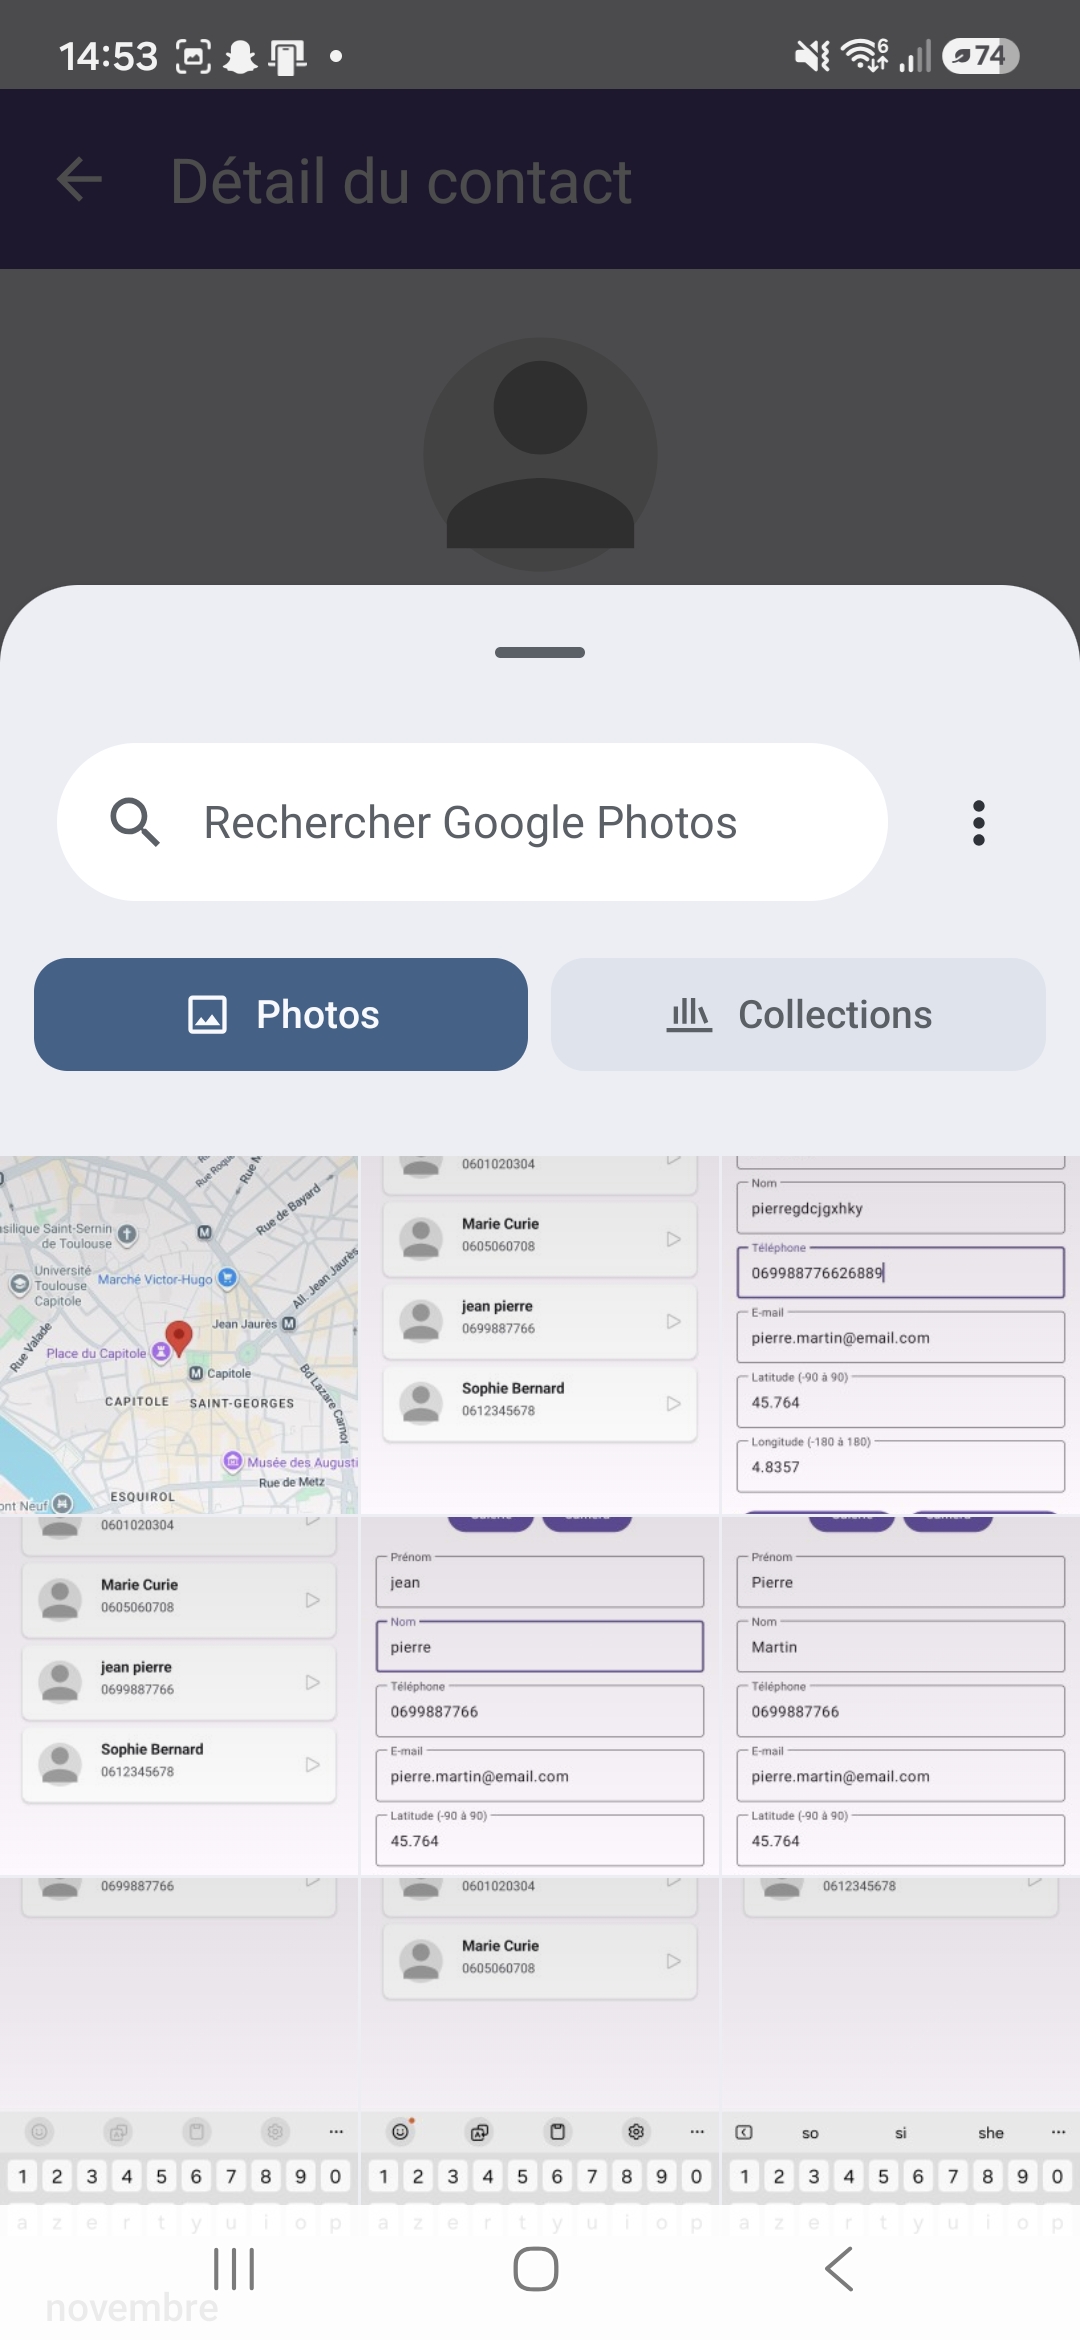 14:53
6
74
Détail du contact
Rechercher Google Photos
Photos
Collections
Rue de Bayard
Basilique Saint-Sernin
de Toulouse
Université
Toulouse
Capitole
Marché Victor-Hugo
All. Jean Jaurès
Jean Jaurès
Rue Valade
Place du Capitole
Capitole
CAPITOLE
SAINT-GEORGES
Bd Lazare Carnot
Musée des Augusti
Rue de Metz
ESQUIROL
ont Neuf
0601020304
Marie Curie
0605060708
jean pierre
0699887766
Sophie Bernard
0612345678
Nom
pierregdcjgxhky
Téléphone
069988776626889
E-mail
pierre.martin@email.com
Latitude (-90 à 90)
45.764
Longitude (-180 à 180)
4.8357
0601020304
Marie Curie
0605060708
jean pierre
0699887766
Sophie Bernard
0612345678
Prénom
jean
Nom
pierre
Téléphone
0699887766
E-mail
pierre.martin@email.com
Latitude (-90 à 90)
45.764
Prénom
Pierre
Nom
Martin
Téléphone
0699887766
E-mail
pierre.martin@email.com
Latitude (-90 à 90)
45.764
0699887766
1 2 3 4 5 6 7 8 9 0
a z e r t y u i o p
0601020304
Marie Curie
0605060708
1 2 3 4 5 6 7 8 9 0
a z e r t y u i o p
0612345678
so si she
1 2 3 4 5 6 7 8 9 0
a z e r t y u i o p
novembre